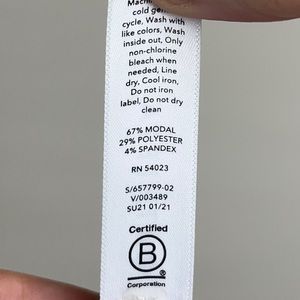 cold gen
cycle, Wash with
like colors, Wash
inside out, Only
non-chlorine
bleach when
needed, Line
dry, Cool iron,
Do not iron
label, Do not dry
clean
67% MODAL
29% POLYESTER
4% SPANDEX
RN 54023
S/657799-02
V/003489
SU21 01/21
Certified
B
®
Corporation